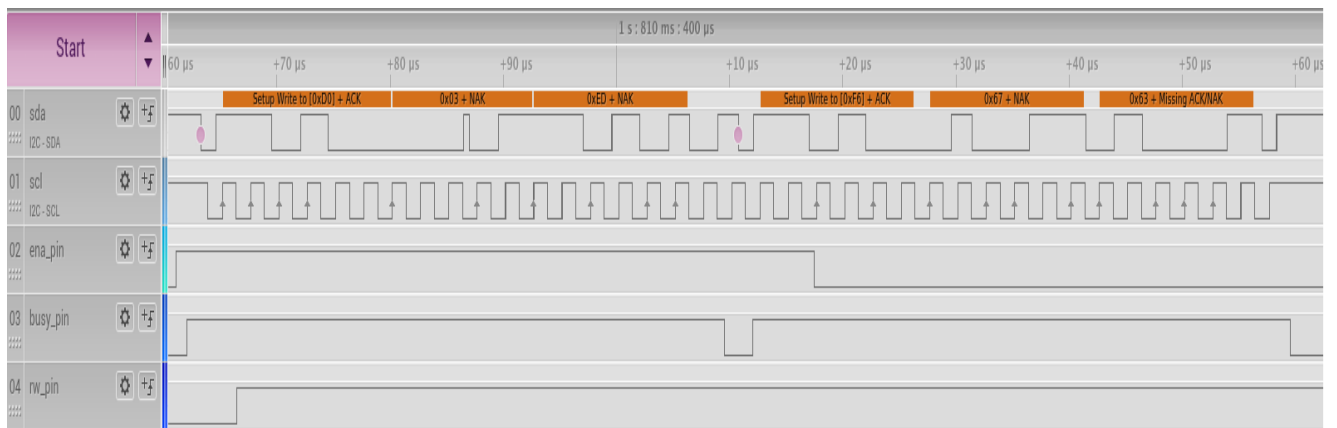 Start
1 s : 810 ms : 400 µs
60 µs +70 µs +80 µs +90 µs +10 µs +20 µs +30 µs +40 µs +50 µs +60 µs
Setup Write to [0xD0] + ACK 0x03 + NAK 0xED + NAK Setup Write to [0xF6] + ACK 0x67 + NAK 0x63 + Missing ACK/NAK
00 sda
I2C - SDA
01 scl
I2C - SCL
02 ena_pin
03 busy_pin
04 rw_pin